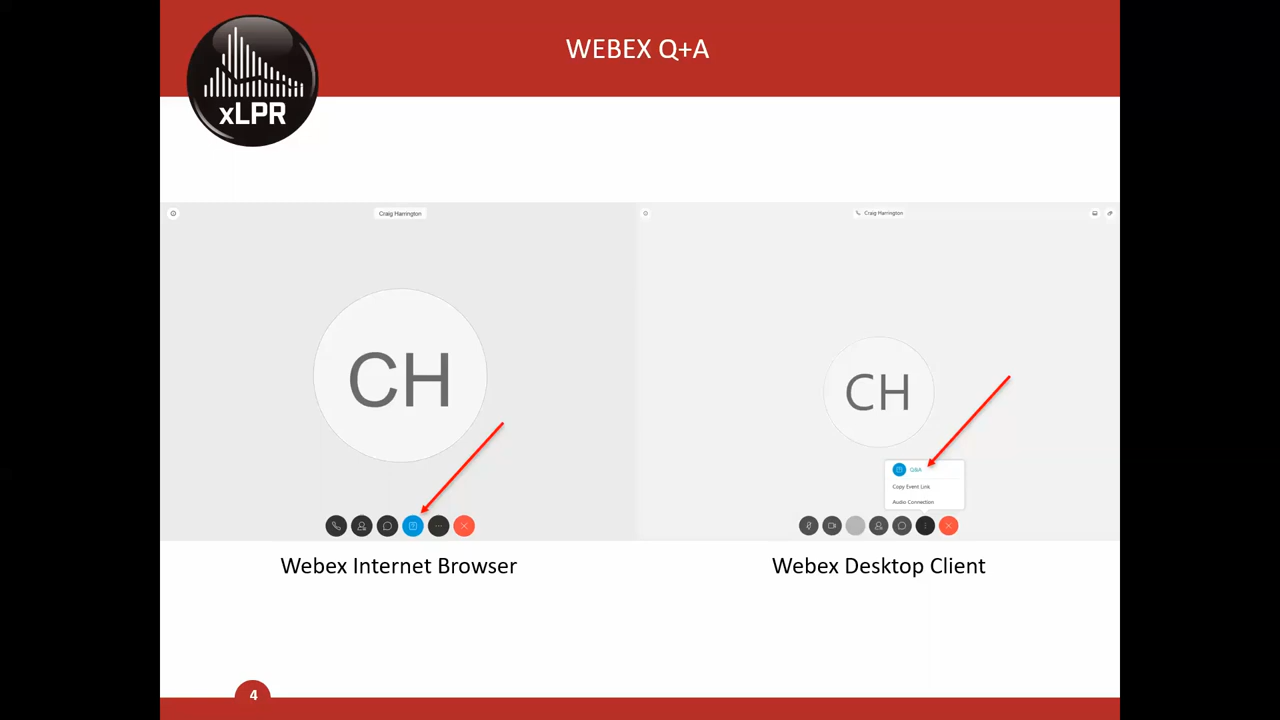 WEBEX Q+A
xLPR
Craig Harrington
Craig Harrington
CH
CH
Q&A
Copy Event Link
Audio Connection
Webex Internet Browser
Webex Desktop Client
4